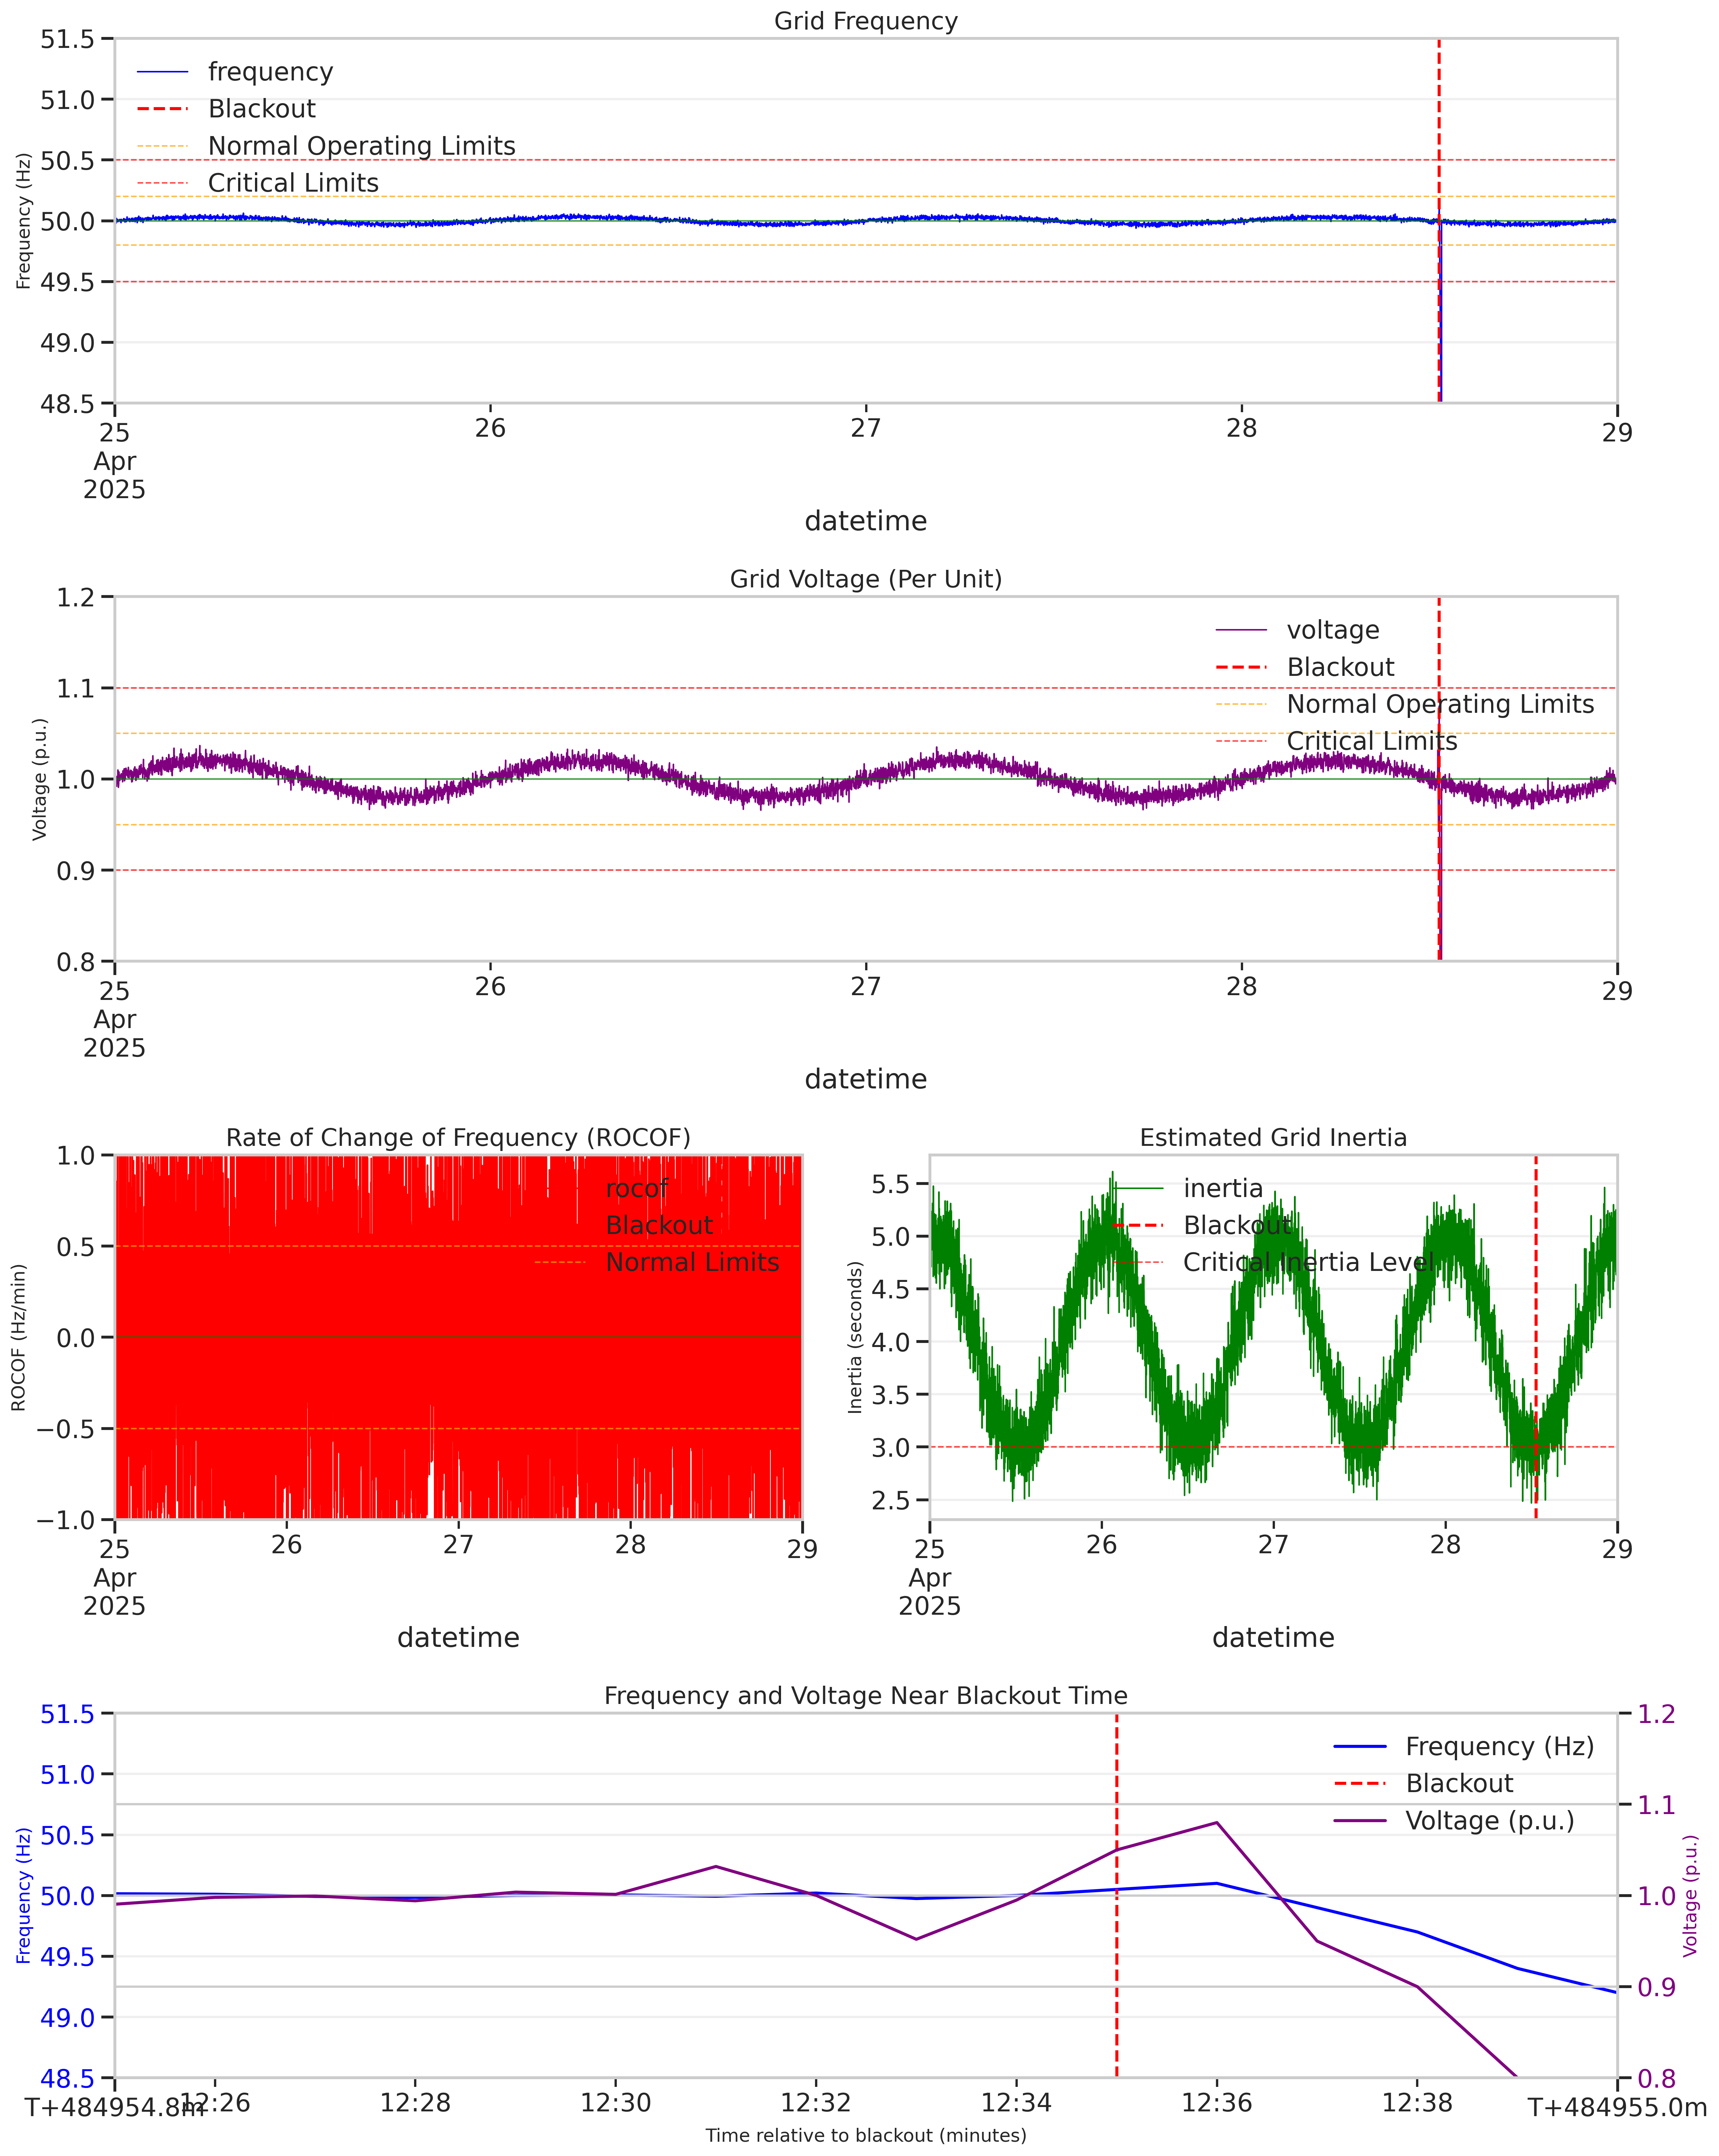 Grid Frequency
51.5
51.0
50.5
50.0
49.5
49.0
48.5
Frequency (Hz)
frequency
Blackout
Normal Operating Limits
Critical Limits
25 26 27 28 29
Apr
2025
datetime
Grid Voltage (Per Unit)
1.2
1.1
1.0
0.9
0.8
Voltage (p.u.)
voltage
Blackout
Normal Operating Limits
Critical Limits
25 26 27 28 29
Apr
2025
datetime
Rate of Change of Frequency (ROCOF)
1.0
0.5
0.0
−0.5
−1.0
ROCOF (Hz/min)
rocof
Blackout
Normal Limits
25 26 27 28 29
Apr
2025
datetime
Estimated Grid Inertia
5.5
5.0
4.5
4.0
3.5
3.0
2.5
Inertia (seconds)
inertia
Blackout
Critical Inertia Level
25 26 27 28 29
Apr
2025
datetime
Frequency and Voltage Near Blackout Time
51.5
51.0
50.5
50.0
49.5
49.0
48.5
Frequency (Hz)
Frequency (Hz)
Blackout
Voltage (p.u.)
1.2
1.1
1.0
0.9
0.8
Voltage (p.u.)
T+484954.8m 12:26 12:28 12:30 12:32 12:34 12:36 12:38 T+484955.0m
Time relative to blackout (minutes)